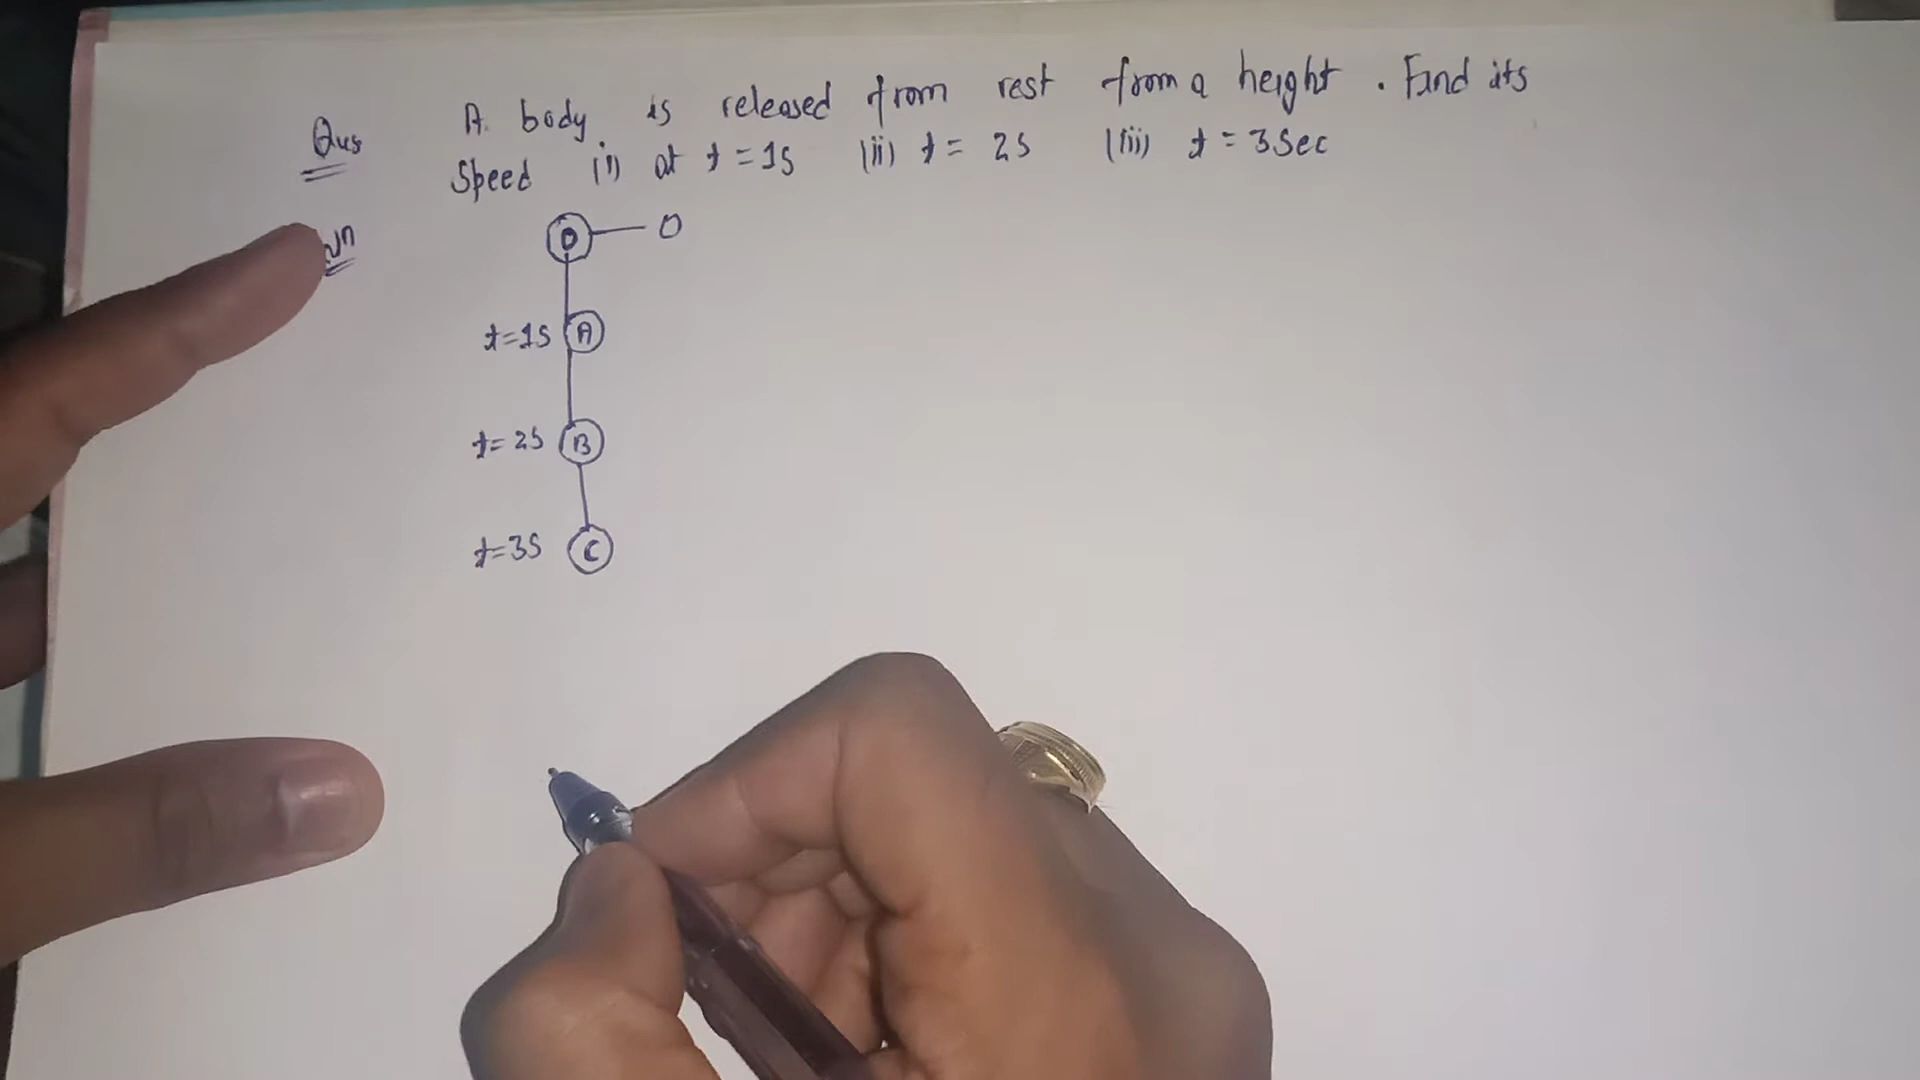 Qus A body is released from rest from a height . Find its
Speed (i) at t = 1s (ii) t = 2s (iii) t = 3Sec
O — O
t=1s A
t= 2s B
t=3s C